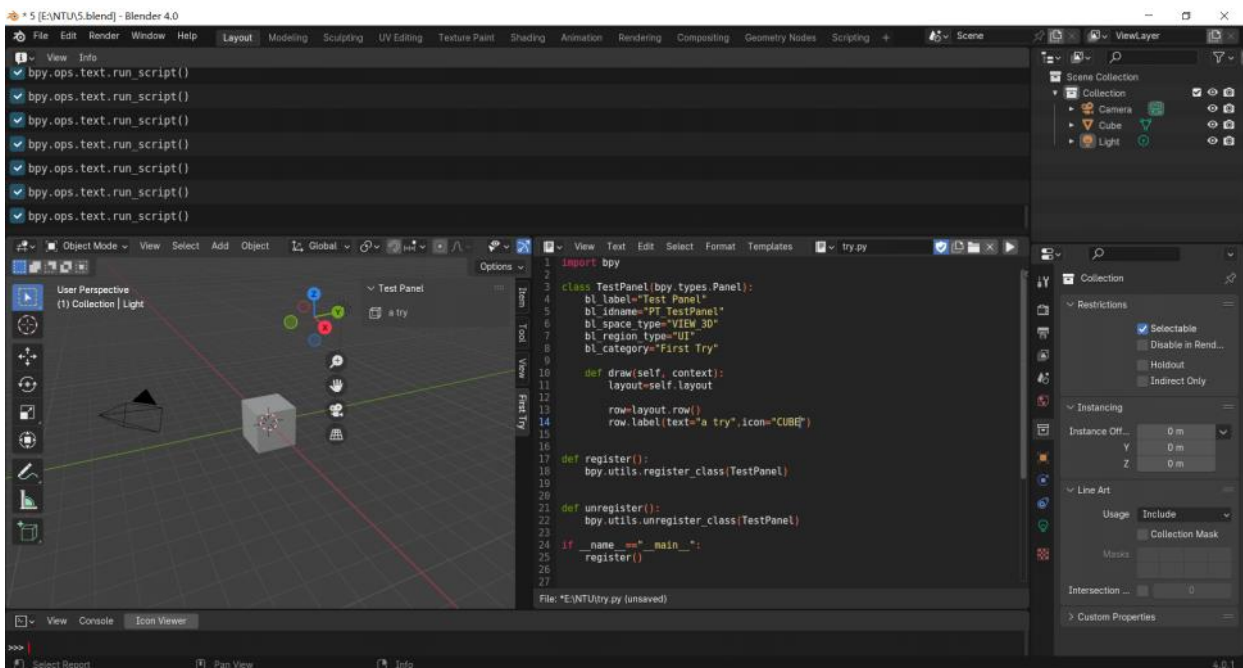 * 5 [E:\NTU\5.blend] - Blender 4.0
File Edit Render Window Help Layout Modeling Sculpting UV Editing Texture Paint Shading Animation Rendering Compositing Geometry Nodes Scripting + Scene ViewLayer
View Info
bpy.ops.text.run_script()
bpy.ops.text.run_script()
bpy.ops.text.run_script()
bpy.ops.text.run_script()
bpy.ops.text.run_script()
bpy.ops.text.run_script()
bpy.ops.text.run_script()
Scene Collection
Collection
Camera
Cube
Light
Object Mode View Select Add Object Global
Options
User Perspective
(1) Collection | Light
Z
Y
X
Test Panel
a try
Item
Tool
View
First Try
View Text Edit Select Format Templates try.py
1 import bpy
2
3 class TestPanel(bpy.types.Panel):
4 bl_label="Test Panel"
5 bl_idname="PT_TestPanel"
6 bl_space_type="VIEW_3D"
7 bl_region_type="UI"
8 bl_category="First Try"
9
10 def draw(self, context):
11 layout=self.layout
12
13 row=layout.row()
14 row.label(text="a try",icon="CUBE")
15
16
17 def register():
18 bpy.utils.register_class(TestPanel)
19
20
21 def unregister():
22 bpy.utils.unregister_class(TestPanel)
23
24 if __name__=="__main__":
25 register()
26
27
File: *E:\NTU\try.py (unsaved)
Collection
Restrictions
Selectable
Disable in Rend...
Holdout
Indirect Only
Instancing
Instance Off... 0 m
Y 0 m
Z 0 m
Line Art
Usage Include
Collection Mask
Masks
Intersection ... 0
Custom Properties
View Console Icon Viewer
>>>
Select Report Pan View Info 4.0.1